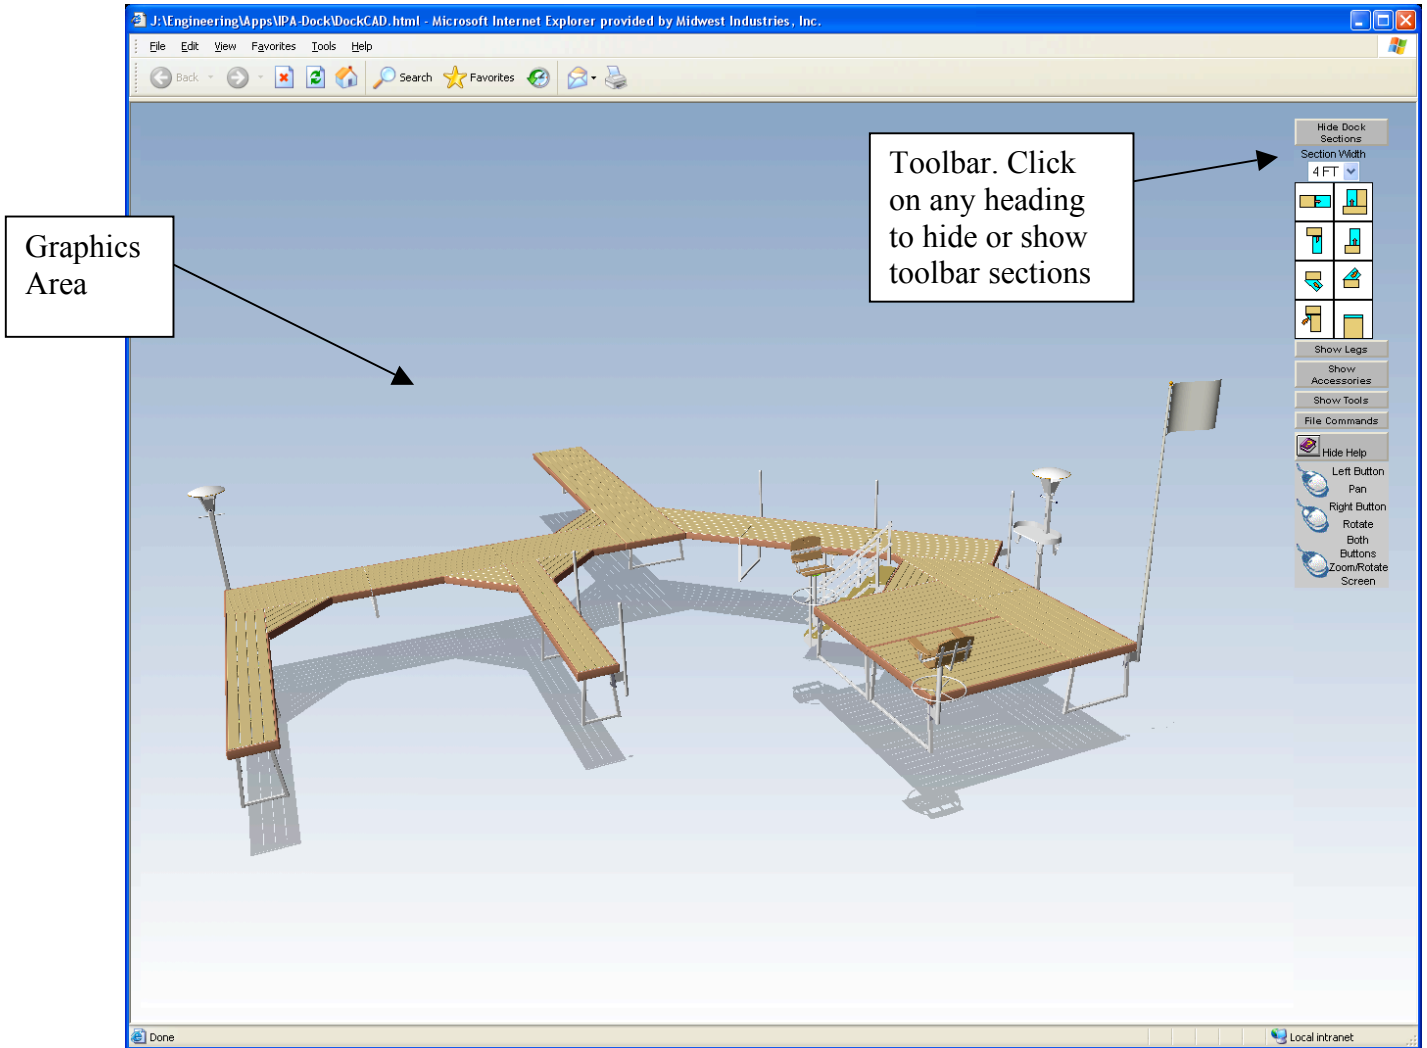 J:\Engineering\Apps\IPA-Dock\DockCAD.html - Microsoft Internet Explorer provided by Midwest Industries, Inc.
File Edit View Favorites Tools Help
Back Search Favorites
Graphics
Area
Toolbar. Click
on any heading
to hide or show
toolbar sections
Hide Dock
Sections
Section Width
4 FT
Show Legs
Show
Accessories
Show Tools
File Commands
Hide Help
Left Button
Pan
Right Button
Rotate
Both
Buttons
Zoom/Rotate
Screen
Done
Local intranet